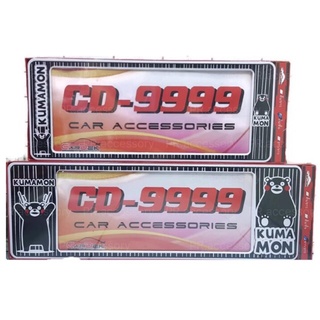 KUMAMON
CD-9999
CAR ACCESSORIES
KUMA
MON
KUMAMON
CD-9999
CAR ACCESSORIES
KUMA
MON